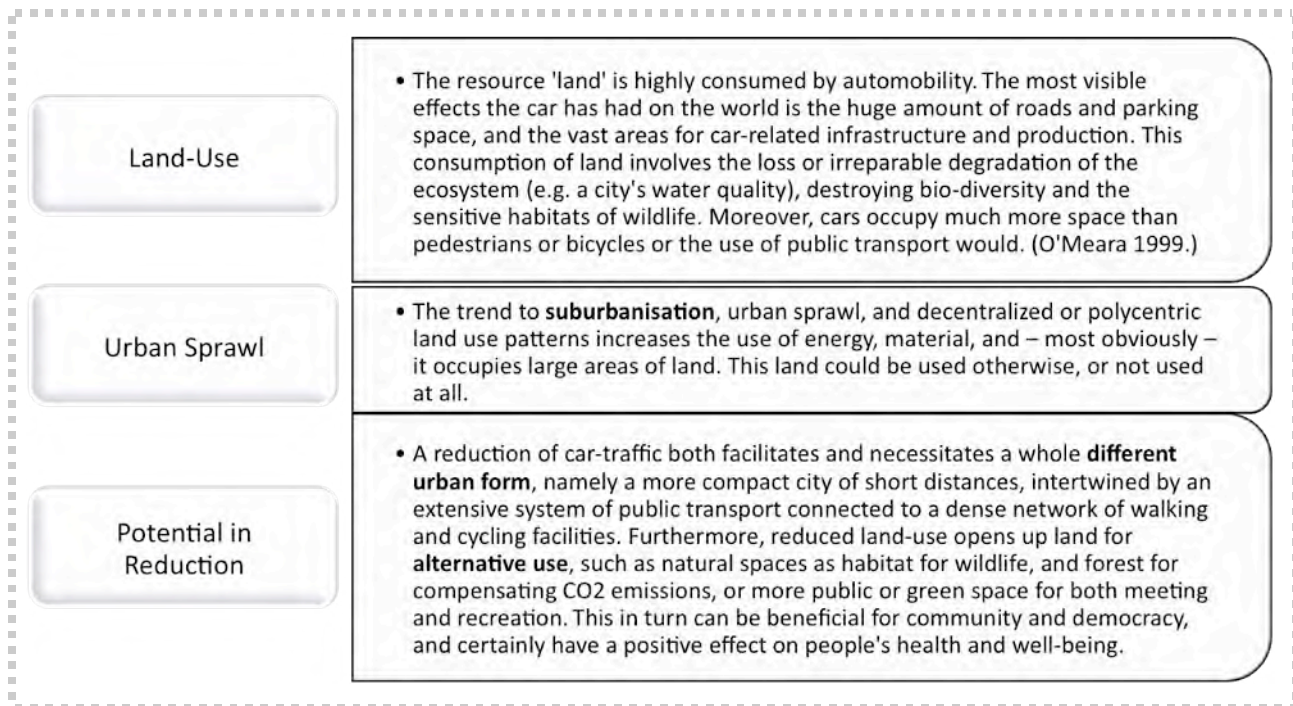 Land-Use
• The resource 'land' is highly consumed by automobility. The most visible
effects the car has had on the world is the huge amount of roads and parking
space, and the vast areas for car-related infrastructure and production. This
consumption of land involves the loss or irreparable degradation of the
ecosystem (e.g. a city's water quality), destroying bio-diversity and the
sensitive habitats of wildlife. Moreover, cars occupy much more space than
pedestrians or bicycles or the use of public transport would. (O'Meara 1999.)
Urban Sprawl
• The trend to suburbanisation, urban sprawl, and decentralized or polycentric
land use patterns increases the use of energy, material, and – most obviously –
it occupies large areas of land. This land could be used otherwise, or not used
at all.
Potential in
Reduction
• A reduction of car-traffic both facilitates and necessitates a whole different
urban form, namely a more compact city of short distances, intertwined by an
extensive system of public transport connected to a dense network of walking
and cycling facilities. Furthermore, reduced land-use opens up land for
alternative use, such as natural spaces as habitat for wildlife, and forest for
compensating CO2 emissions, or more public or green space for both meeting
and recreation. This in turn can be beneficial for community and democracy,
and certainly have a positive effect on people's health and well-being.